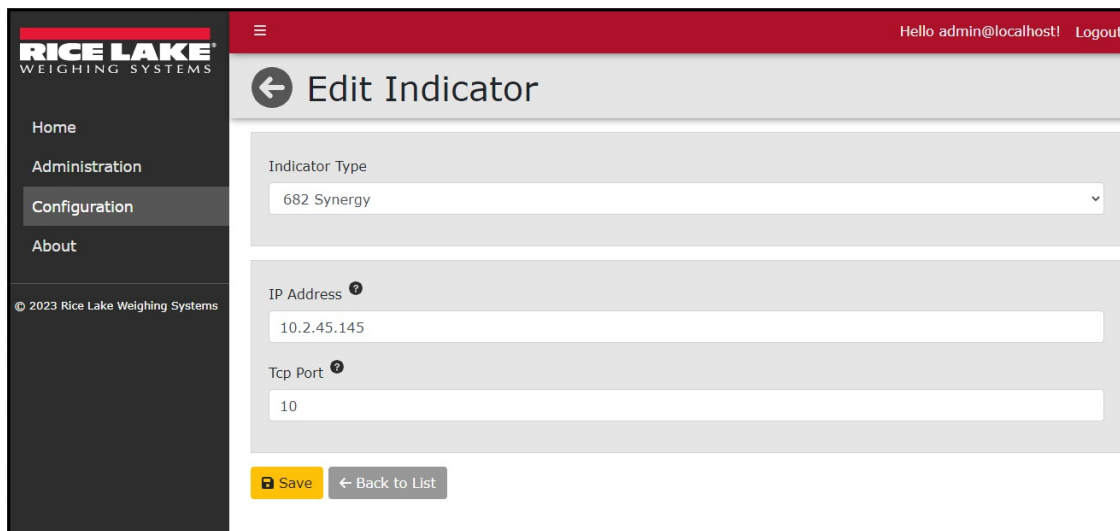 RICE LAKE®
WEIGHING SYSTEMS
Home
Administration
Configuration
About
© 2023 Rice Lake Weighing Systems
Hello admin@localhost! Logout
Edit Indicator
Indicator Type
682 Synergy
IP Address ?
10.2.45.145
Tcp Port ?
10
Save
Back to List